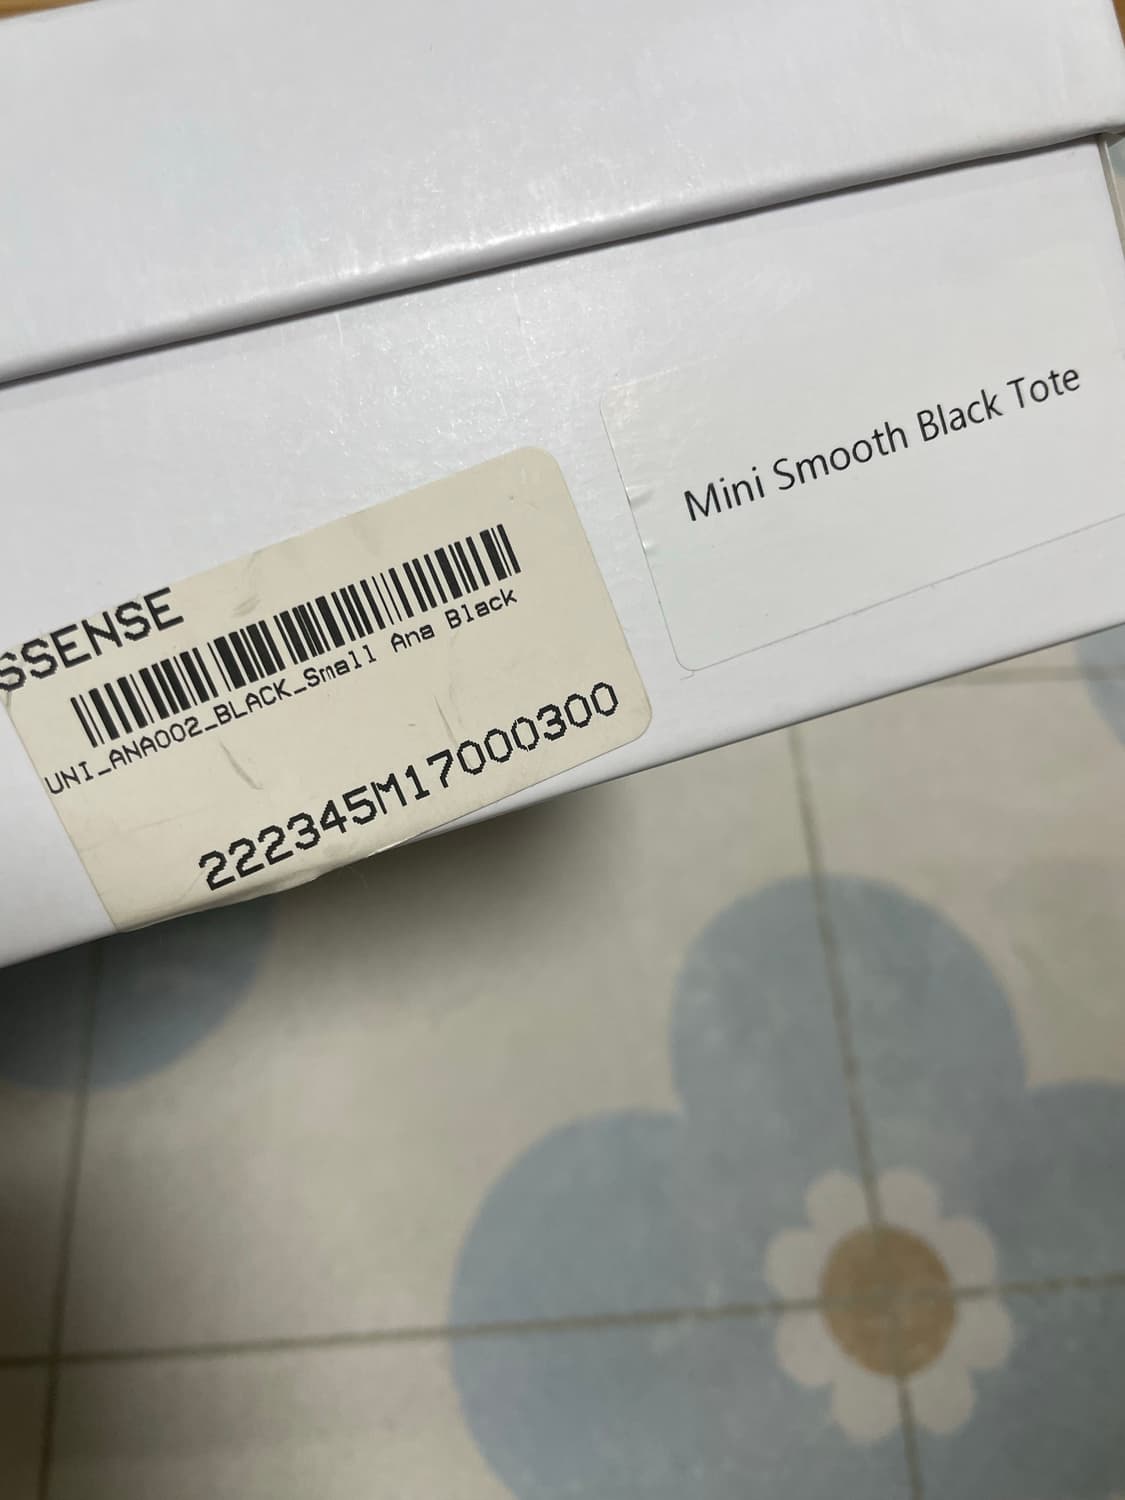 SSENSE
UNI_ANA002_BLACK_Small Ana Black
222345M17000300
Mini Smooth Black Tote